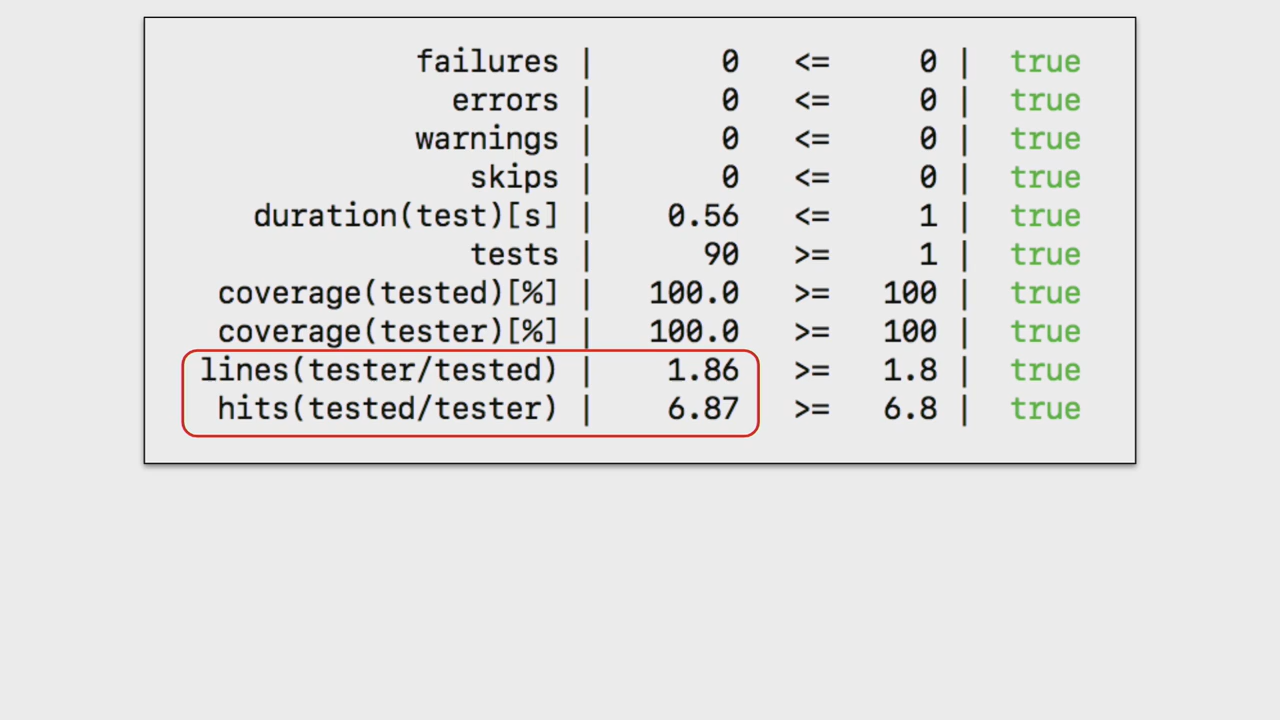 failures | 0 <= 0 | true
errors | 0 <= 0 | true
warnings | 0 <= 0 | true
skips | 0 <= 0 | true
duration(test)[s] | 0.56 <= 1 | true
tests | 90 >= 1 | true
coverage(tested)[%] | 100.0 >= 100 | true
coverage(tester)[%] | 100.0 >= 100 | true
lines(tester/tested) | 1.86 >= 1.8 | true
hits(tested/tester) | 6.87 >= 6.8 | true